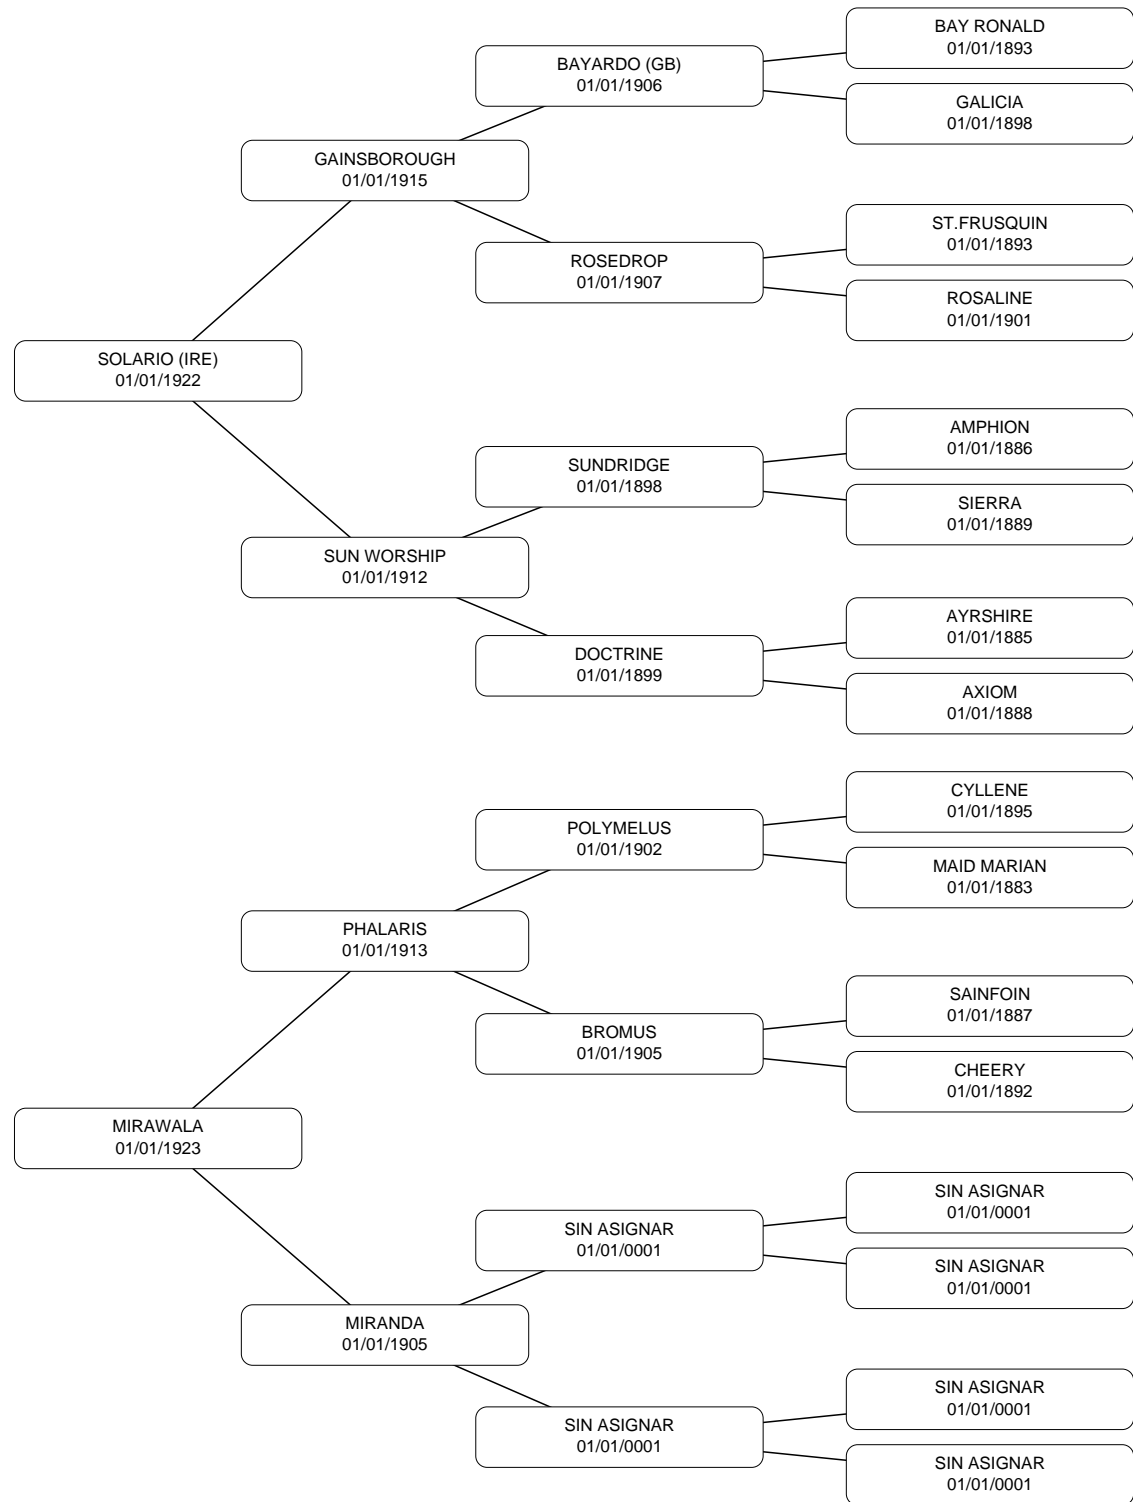 BAY RONALD
01/01/1893
BAYARDO (GB)
01/01/1906
GALICIA
01/01/1898
GAINSBOROUGH
01/01/1915
ST.FRUSQUIN
01/01/1893
ROSEDROP
01/01/1907
ROSALINE
01/01/1901
SOLARIO (IRE)
01/01/1922
AMPHION
01/01/1886
SUNDRIDGE
01/01/1898
SIERRA
01/01/1889
SUN WORSHIP
01/01/1912
AYRSHIRE
01/01/1885
DOCTRINE
01/01/1899
AXIOM
01/01/1888
CYLLENE
01/01/1895
POLYMELUS
01/01/1902
MAID MARIAN
01/01/1883
PHALARIS
01/01/1913
SAINFOIN
01/01/1887
BROMUS
01/01/1905
CHEERY
01/01/1892
MIRAWALA
01/01/1923
SIN ASIGNAR
01/01/0001
SIN ASIGNAR
01/01/0001
SIN ASIGNAR
01/01/0001
MIRANDA
01/01/1905
SIN ASIGNAR
01/01/0001
SIN ASIGNAR
01/01/0001
SIN ASIGNAR
01/01/0001